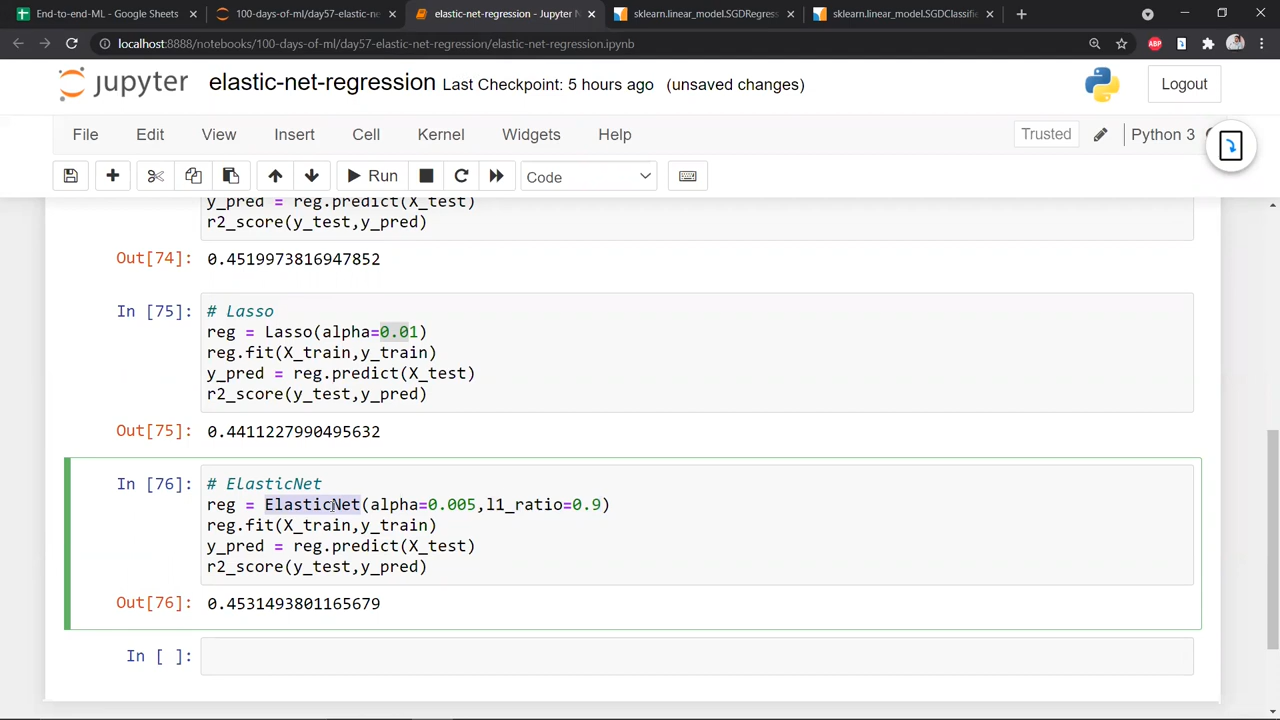 End-to-end-ML - Google Sheets
100-days-of-ml/day57-elastic-ne
elastic-net-regression - Jupyter N
sklearn.linear_model.SGDRegress
sklearn.linear_model.SGDClassifie
localhost:8888/notebooks/100-days-of-ml/day57-elastic-net-regression/elastic-net-regression.ipynb
ABP
jupyter elastic-net-regression Last Checkpoint: 5 hours ago (unsaved changes)
Logout
File Edit View Insert Cell Kernel Widgets Help
Trusted
Python 3
Run
Code
y_pred = reg.predict(X_test)
r2_score(y_test,y_pred)
Out[74]: 0.4519973816947852
In [75]: # Lasso
reg = Lasso(alpha=0.01)
reg.fit(X_train,y_train)
y_pred = reg.predict(X_test)
r2_score(y_test,y_pred)
Out[75]: 0.4411227990495632
In [76]: # ElasticNet
reg = ElasticNet(alpha=0.005,l1_ratio=0.9)
reg.fit(X_train,y_train)
y_pred = reg.predict(X_test)
r2_score(y_test,y_pred)
Out[76]: 0.4531493801165679
In [ ]: